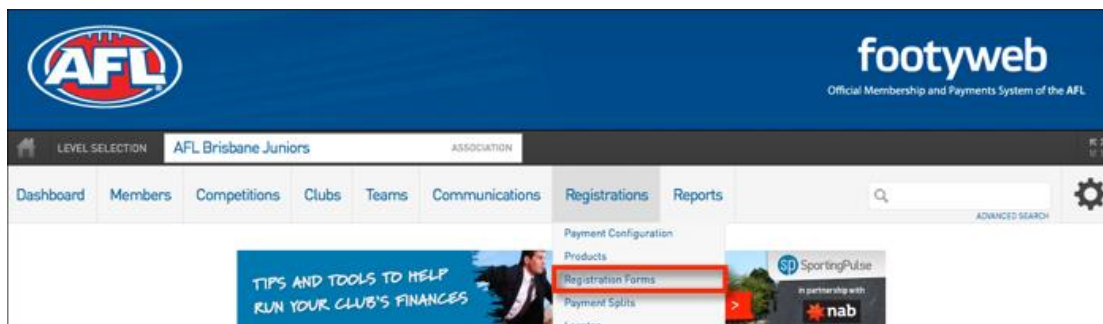 AFL
footyweb
Official Membership and Payments System of the AFL
LEVEL SELECTION AFL Brisbane Juniors ASSOCIATION
Dashboard Members Competitions Clubs Teams Communications Registrations Reports
ADVANCED SEARCH
Payment Configuration
Products
Registration Forms
Payment Splits
TIPS AND TOOLS TO HELP
RUN YOUR CLUB'S FINANCES
>
SP SportingPulse
in partnership with
nab